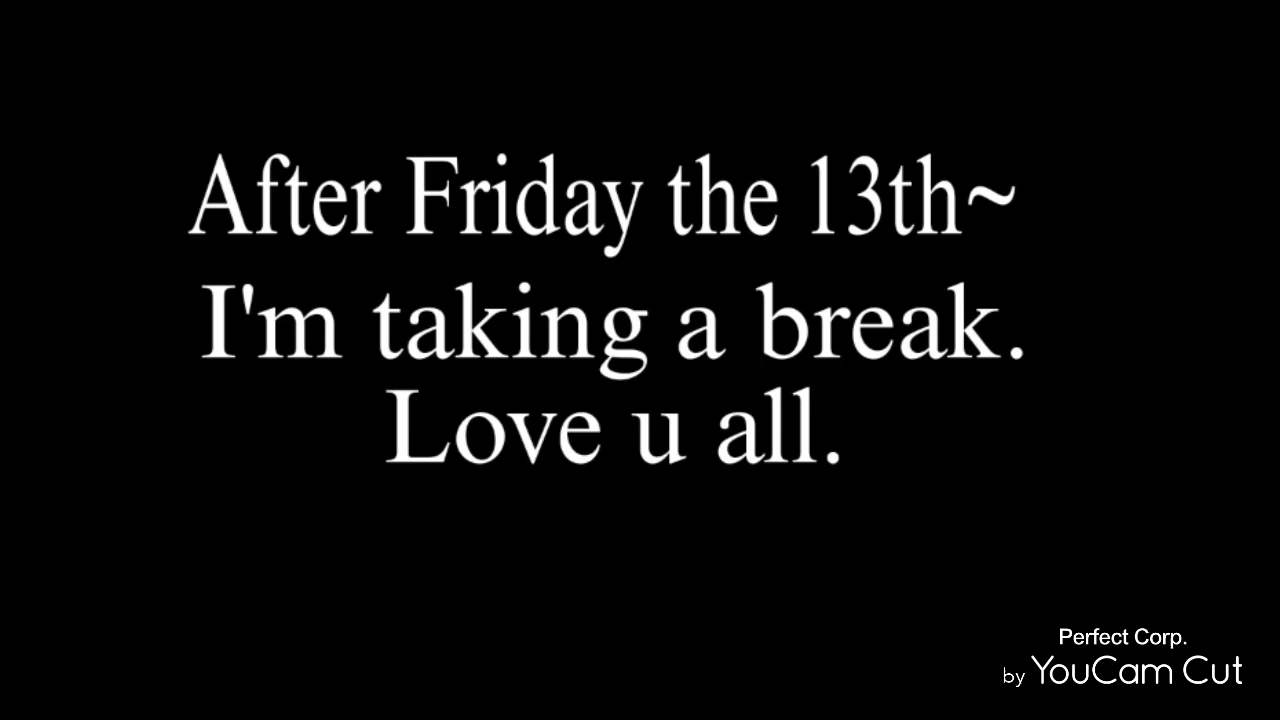 After Friday the 13th~
I'm taking a break.
Love u all.
Perfect Corp.
by YouCam Cut